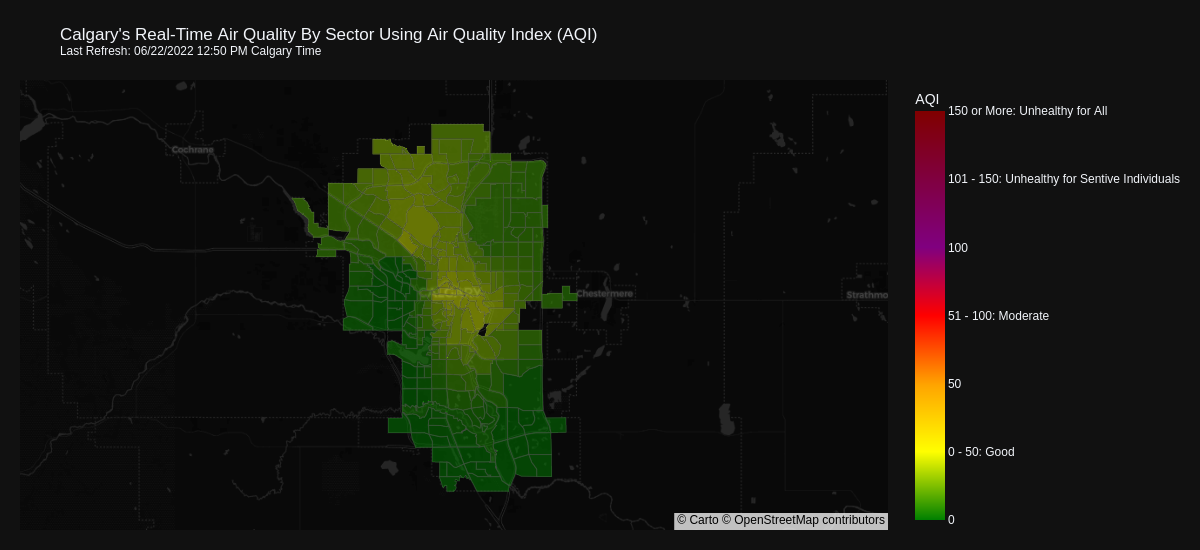 Calgary's Real-Time Air Quality By Sector Using Air Quality Index (AQI)
Last Refresh: 06/22/2022 12:50 PM Calgary Time
AQI
150 or More: Unhealthy for All
Cochrane
101 - 150: Unhealthy for Sentive Individuals
100
CALGARY
Chestermere
Strathmo
51 - 100: Moderate
50
0 - 50: Good
0
© Carto © OpenStreetMap contributors